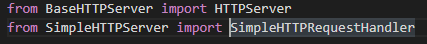 from BaseHTTPServer import HTTPServer
from SimpleHTTPServer import SimpleHTTPRequestHandler